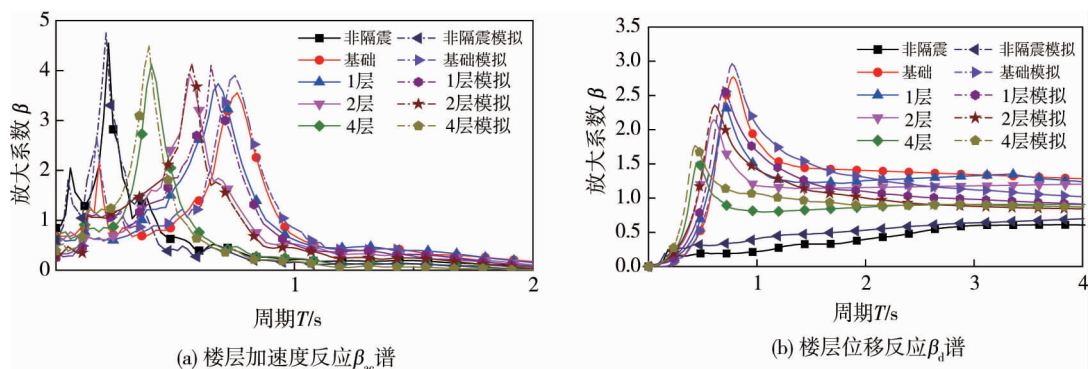 5
4
3
2
1
0
放大系数 β
非隔震
基础
1层
2层
4层
非隔震模拟
基础模拟
1层模拟
2层模拟
4层模拟
1
2
周期T/s
(a) 楼层加速度反应βac谱
3.5
3.0
2.5
2.0
1.5
1.0
0.5
0.0
放大系数 β
非隔震
基础
1层
2层
4层
非隔震模拟
基础模拟
1层模拟
2层模拟
4层模拟
1
2
3
4
周期T/s
(b) 楼层位移反应βd谱